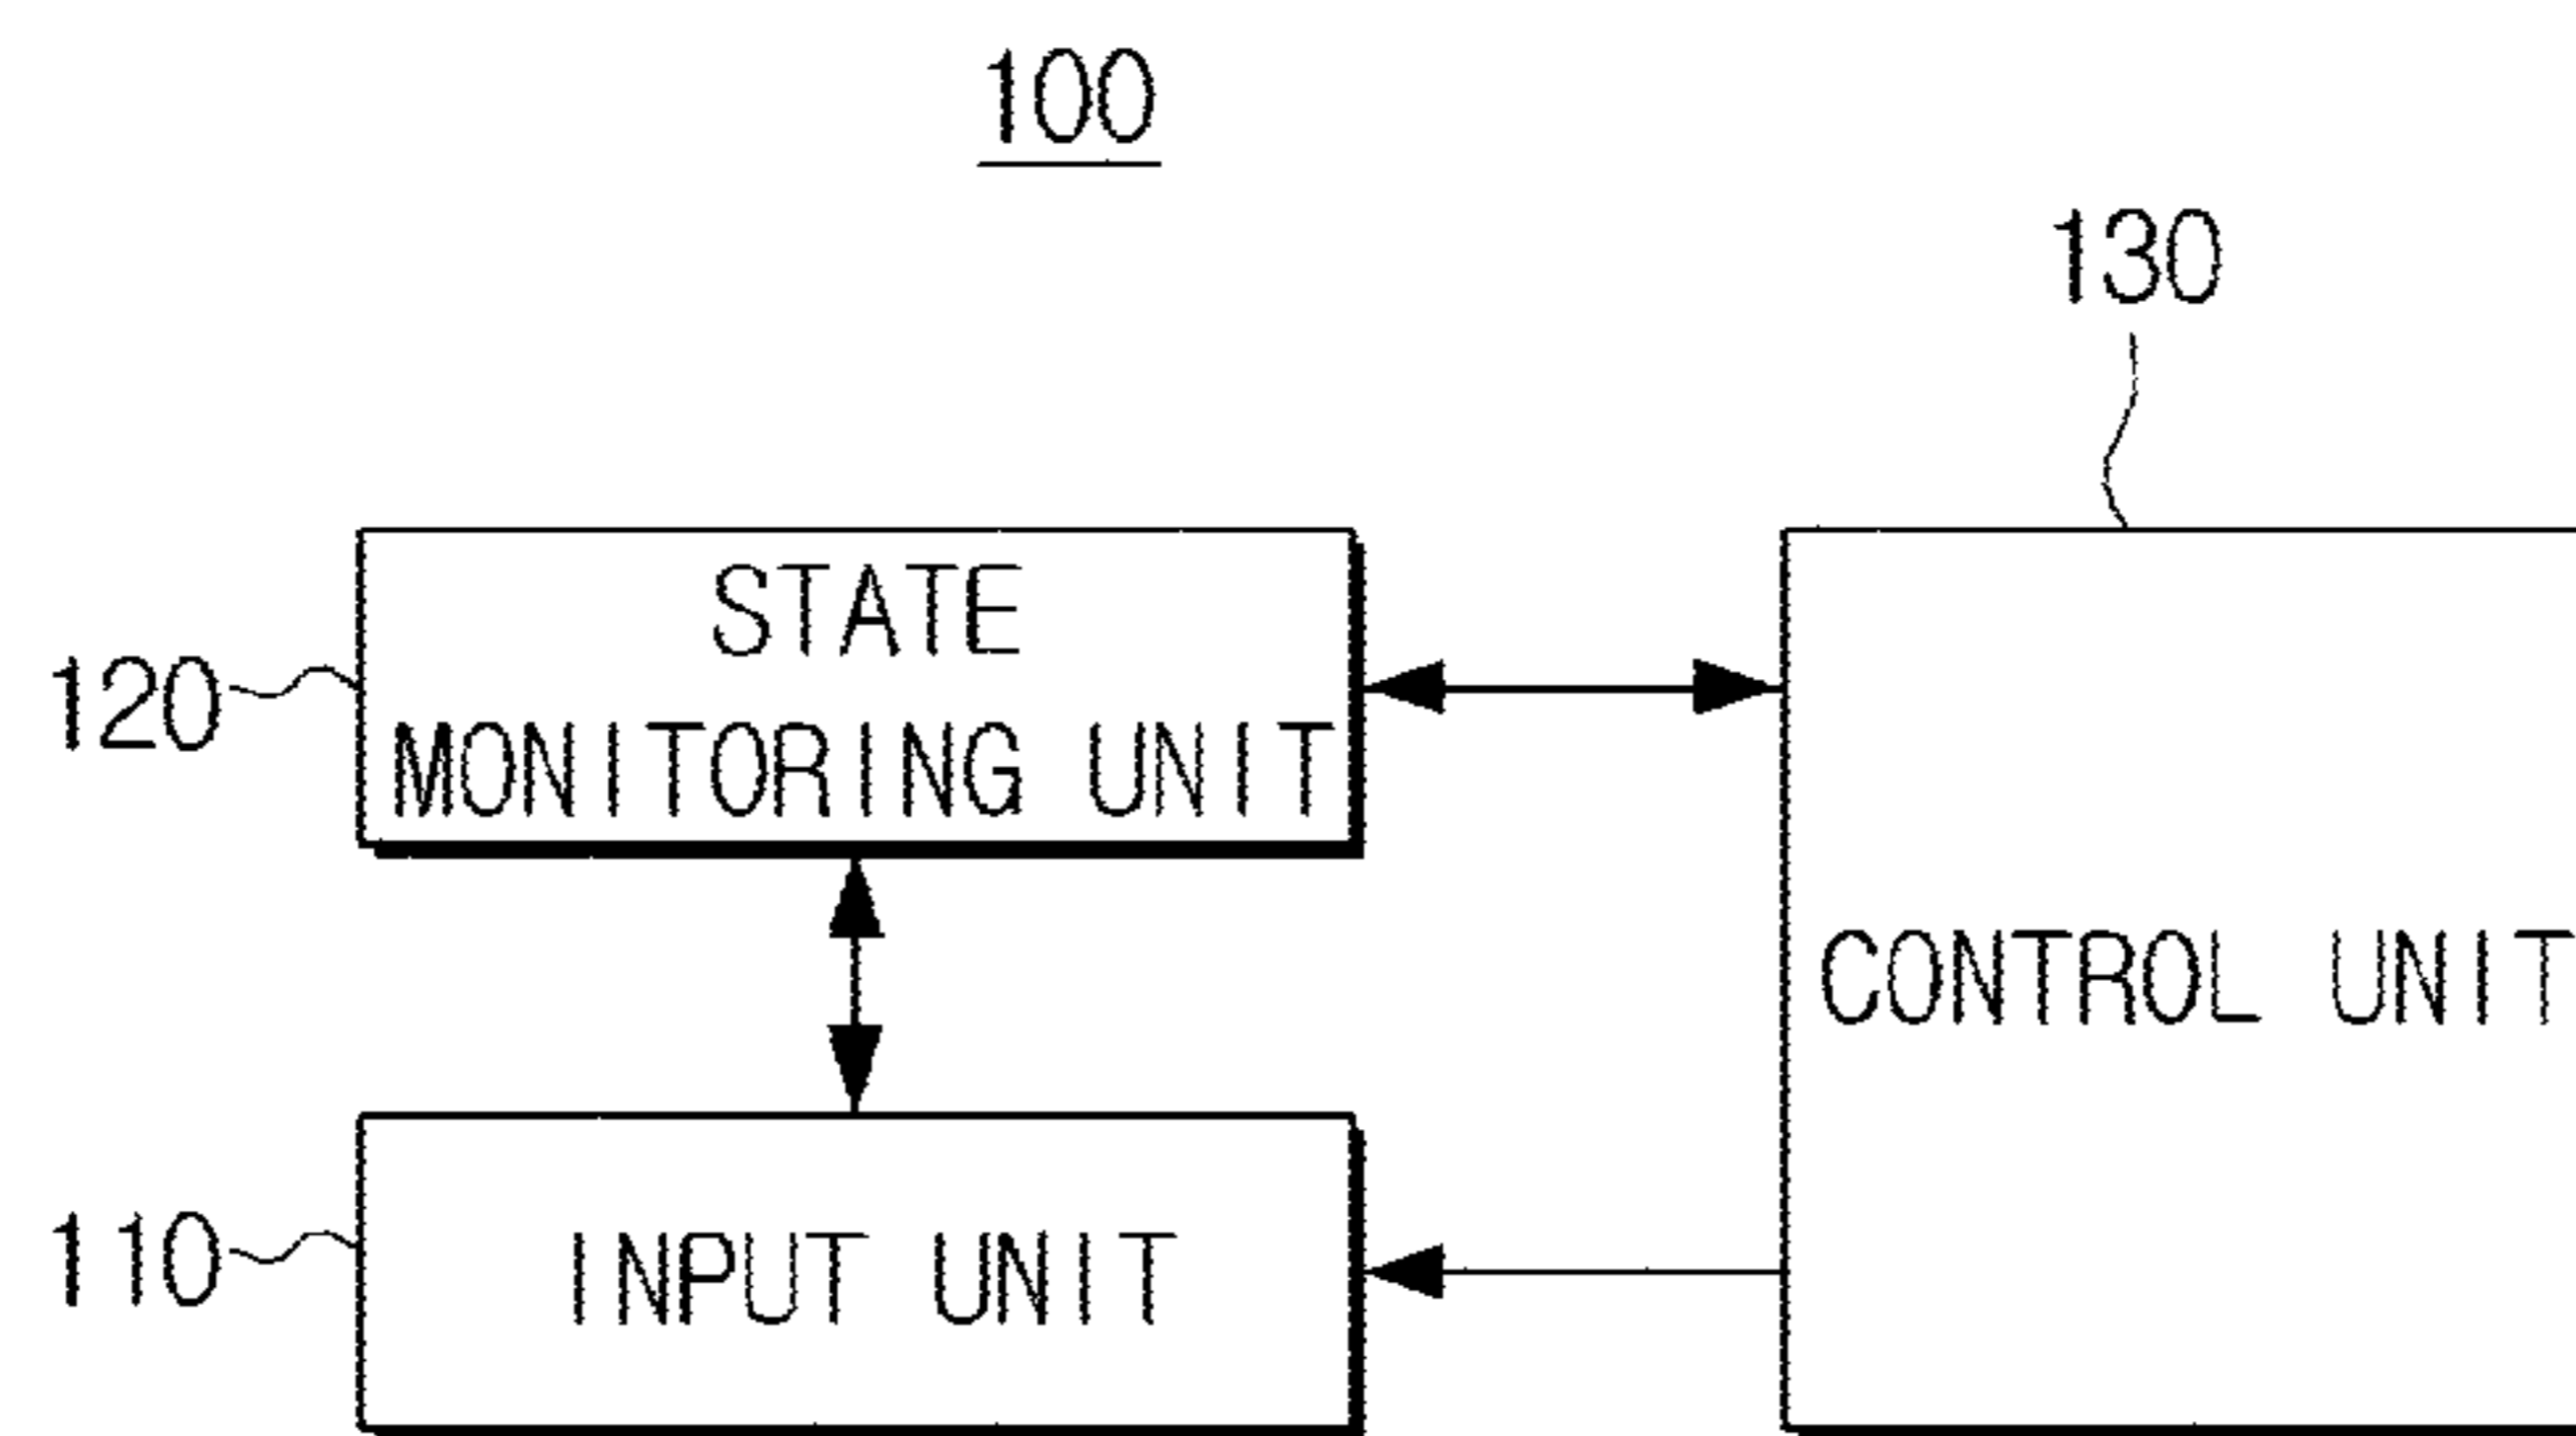 100
130
STATE
MONITORING UNIT
120
CONTROL UNIT
110
INPUT UNIT